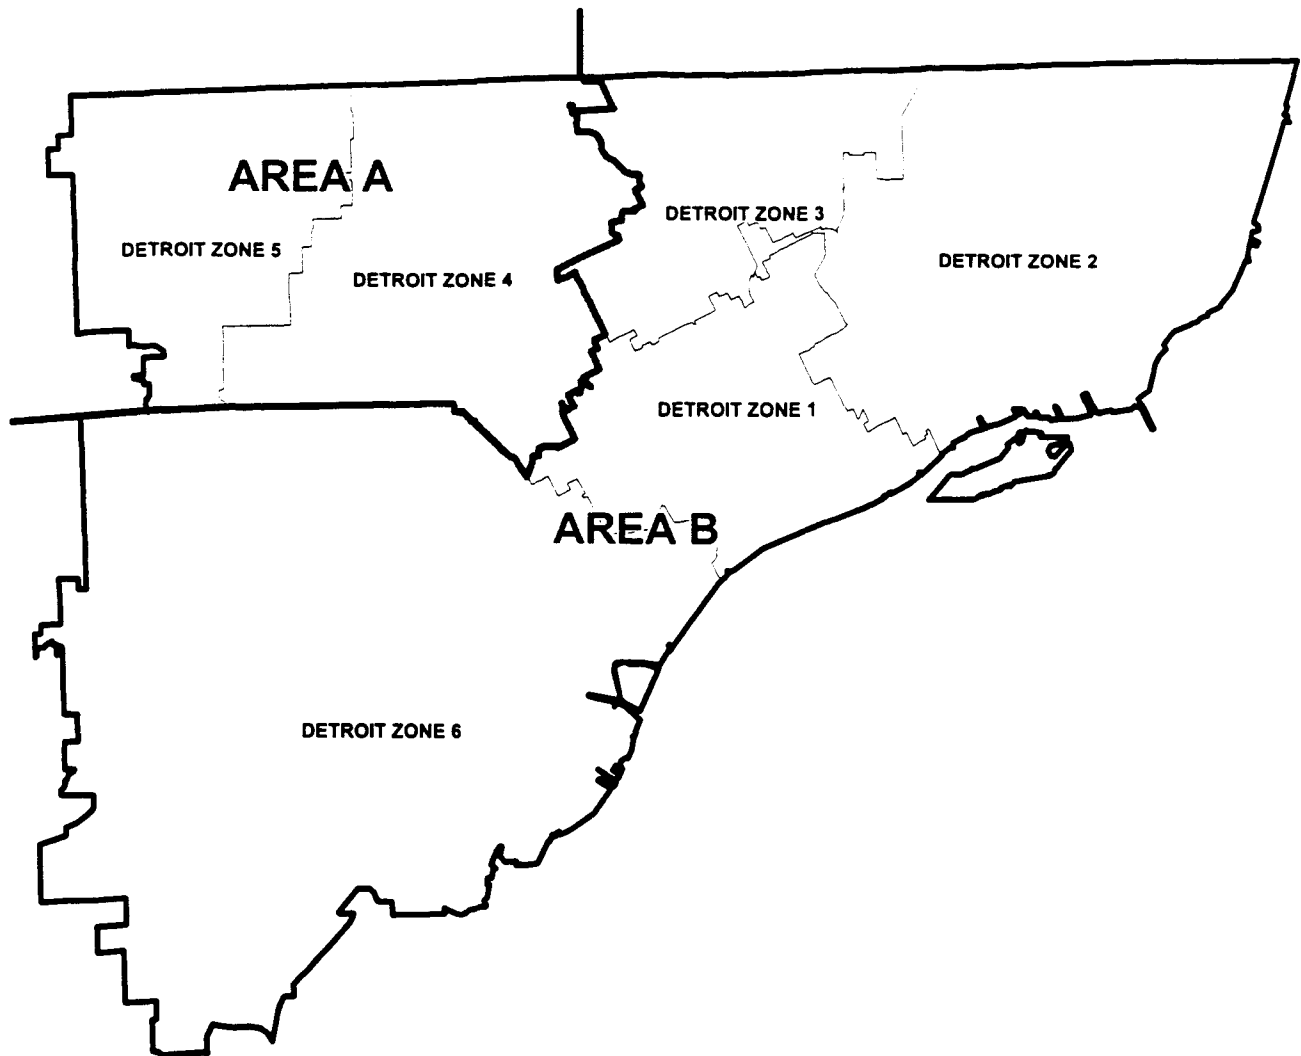 AREA A
DETROIT ZONE 3
DETROIT ZONE 5
DETROIT ZONE 2
DETROIT ZONE 4
DETROIT ZONE 1
AREA B
DETROIT ZONE 6